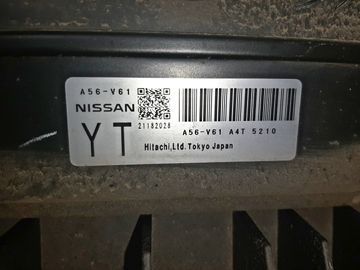 A56-V61
NISSAN
YT
21182028
A56-V61 A4T 5210
Hitachi,Ltd.Tokyo Japan